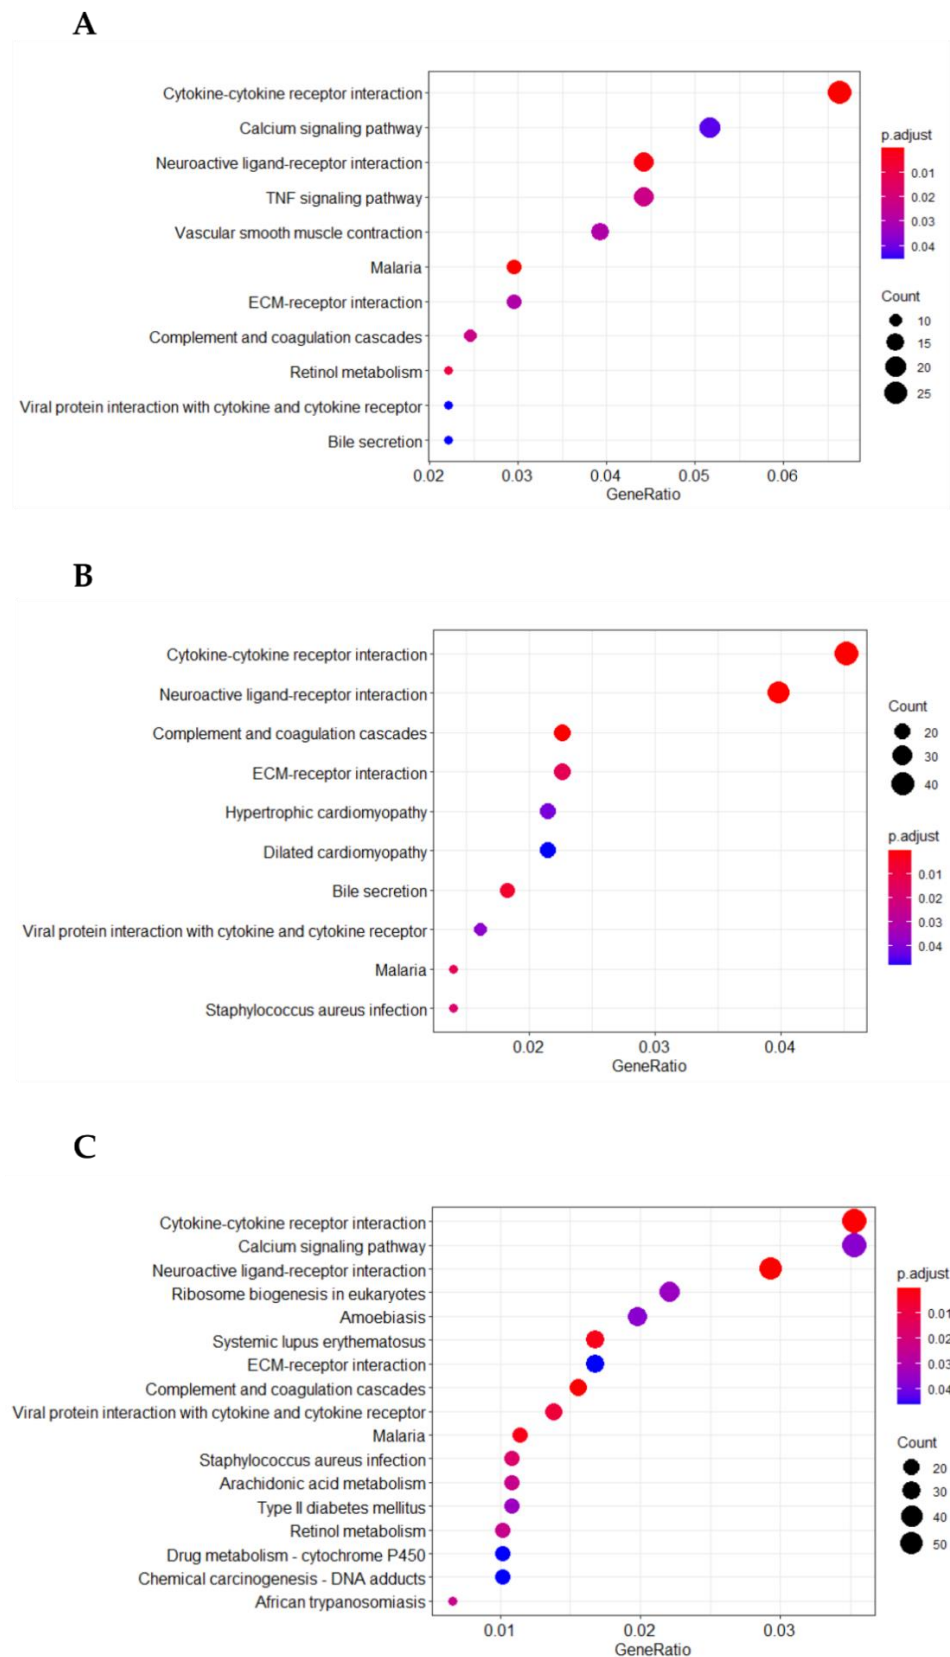 A
Cytokine-cytokine receptor interaction
Calcium signaling pathway
Neuroactive ligand-receptor interaction
TNF signaling pathway
Vascular smooth muscle contraction
Malaria
ECM-receptor interaction
Complement and coagulation cascades
Retinol metabolism
Viral protein interaction with cytokine and cytokine receptor
Bile secretion
0.02 0.03 0.04 0.05 0.06
GeneRatio
p.adjust
0.01
0.02
0.03
0.04
Count
10
15
20
25
B
Cytokine-cytokine receptor interaction
Neuroactive ligand-receptor interaction
Complement and coagulation cascades
ECM-receptor interaction
Hypertrophic cardiomyopathy
Dilated cardiomyopathy
Bile secretion
Viral protein interaction with cytokine and cytokine receptor
Malaria
Staphylococcus aureus infection
0.02 0.03 0.04
GeneRatio
Count
20
30
40
p.adjust
0.01
0.02
0.03
0.04
C
Cytokine-cytokine receptor interaction
Calcium signaling pathway
Neuroactive ligand-receptor interaction
Ribosome biogenesis in eukaryotes
Amoebiasis
Systemic lupus erythematosus
ECM-receptor interaction
Complement and coagulation cascades
Viral protein interaction with cytokine and cytokine receptor
Malaria
Staphylococcus aureus infection
Arachidonic acid metabolism
Type II diabetes mellitus
Retinol metabolism
Drug metabolism - cytochrome P450
Chemical carcinogenesis - DNA adducts
African trypanosomiasis
0.01 0.02 0.03
GeneRatio
p.adjust
0.01
0.02
0.03
0.04
Count
20
30
40
50